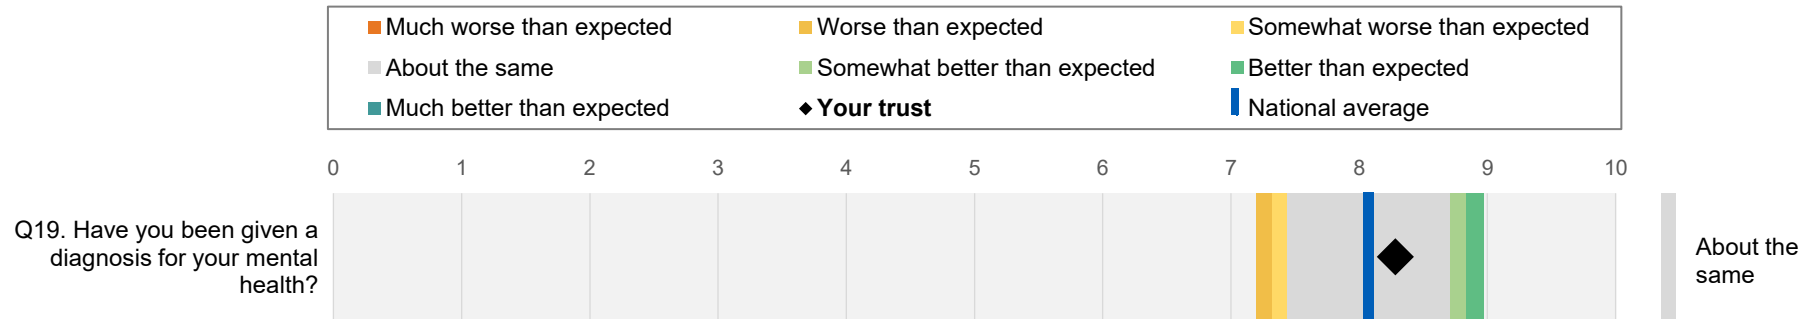 Much worse than expected
Worse than expected
Somewhat worse than expected
About the same
Somewhat better than expected
Better than expected
Much better than expected
Your trust
National average
0 1 2 3 4 5 6 7 8 9 10
Q19. Have you been given a
diagnosis for your mental
health?
About the
same